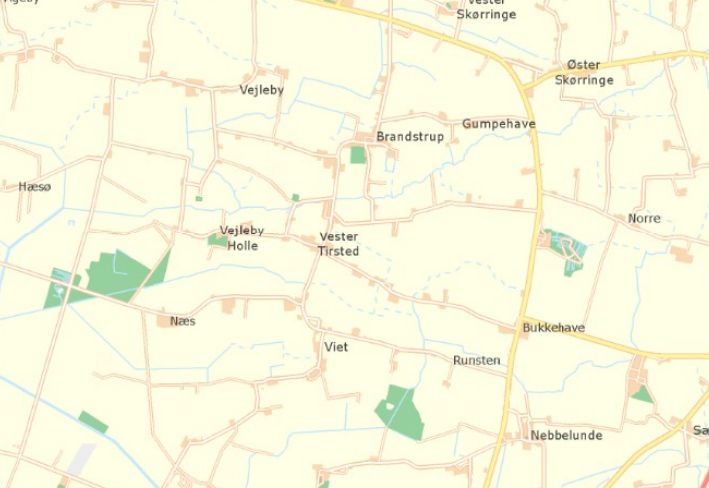 Vester
Skørringe
Øster
Skørringe
Vejleby
Gumpehave
Brandstrup
Hæsø
Norre
Vejleby
Holle
Vester
Tirsted
Næs
Bukkehave
Viet
Runsten
Nebbelunde